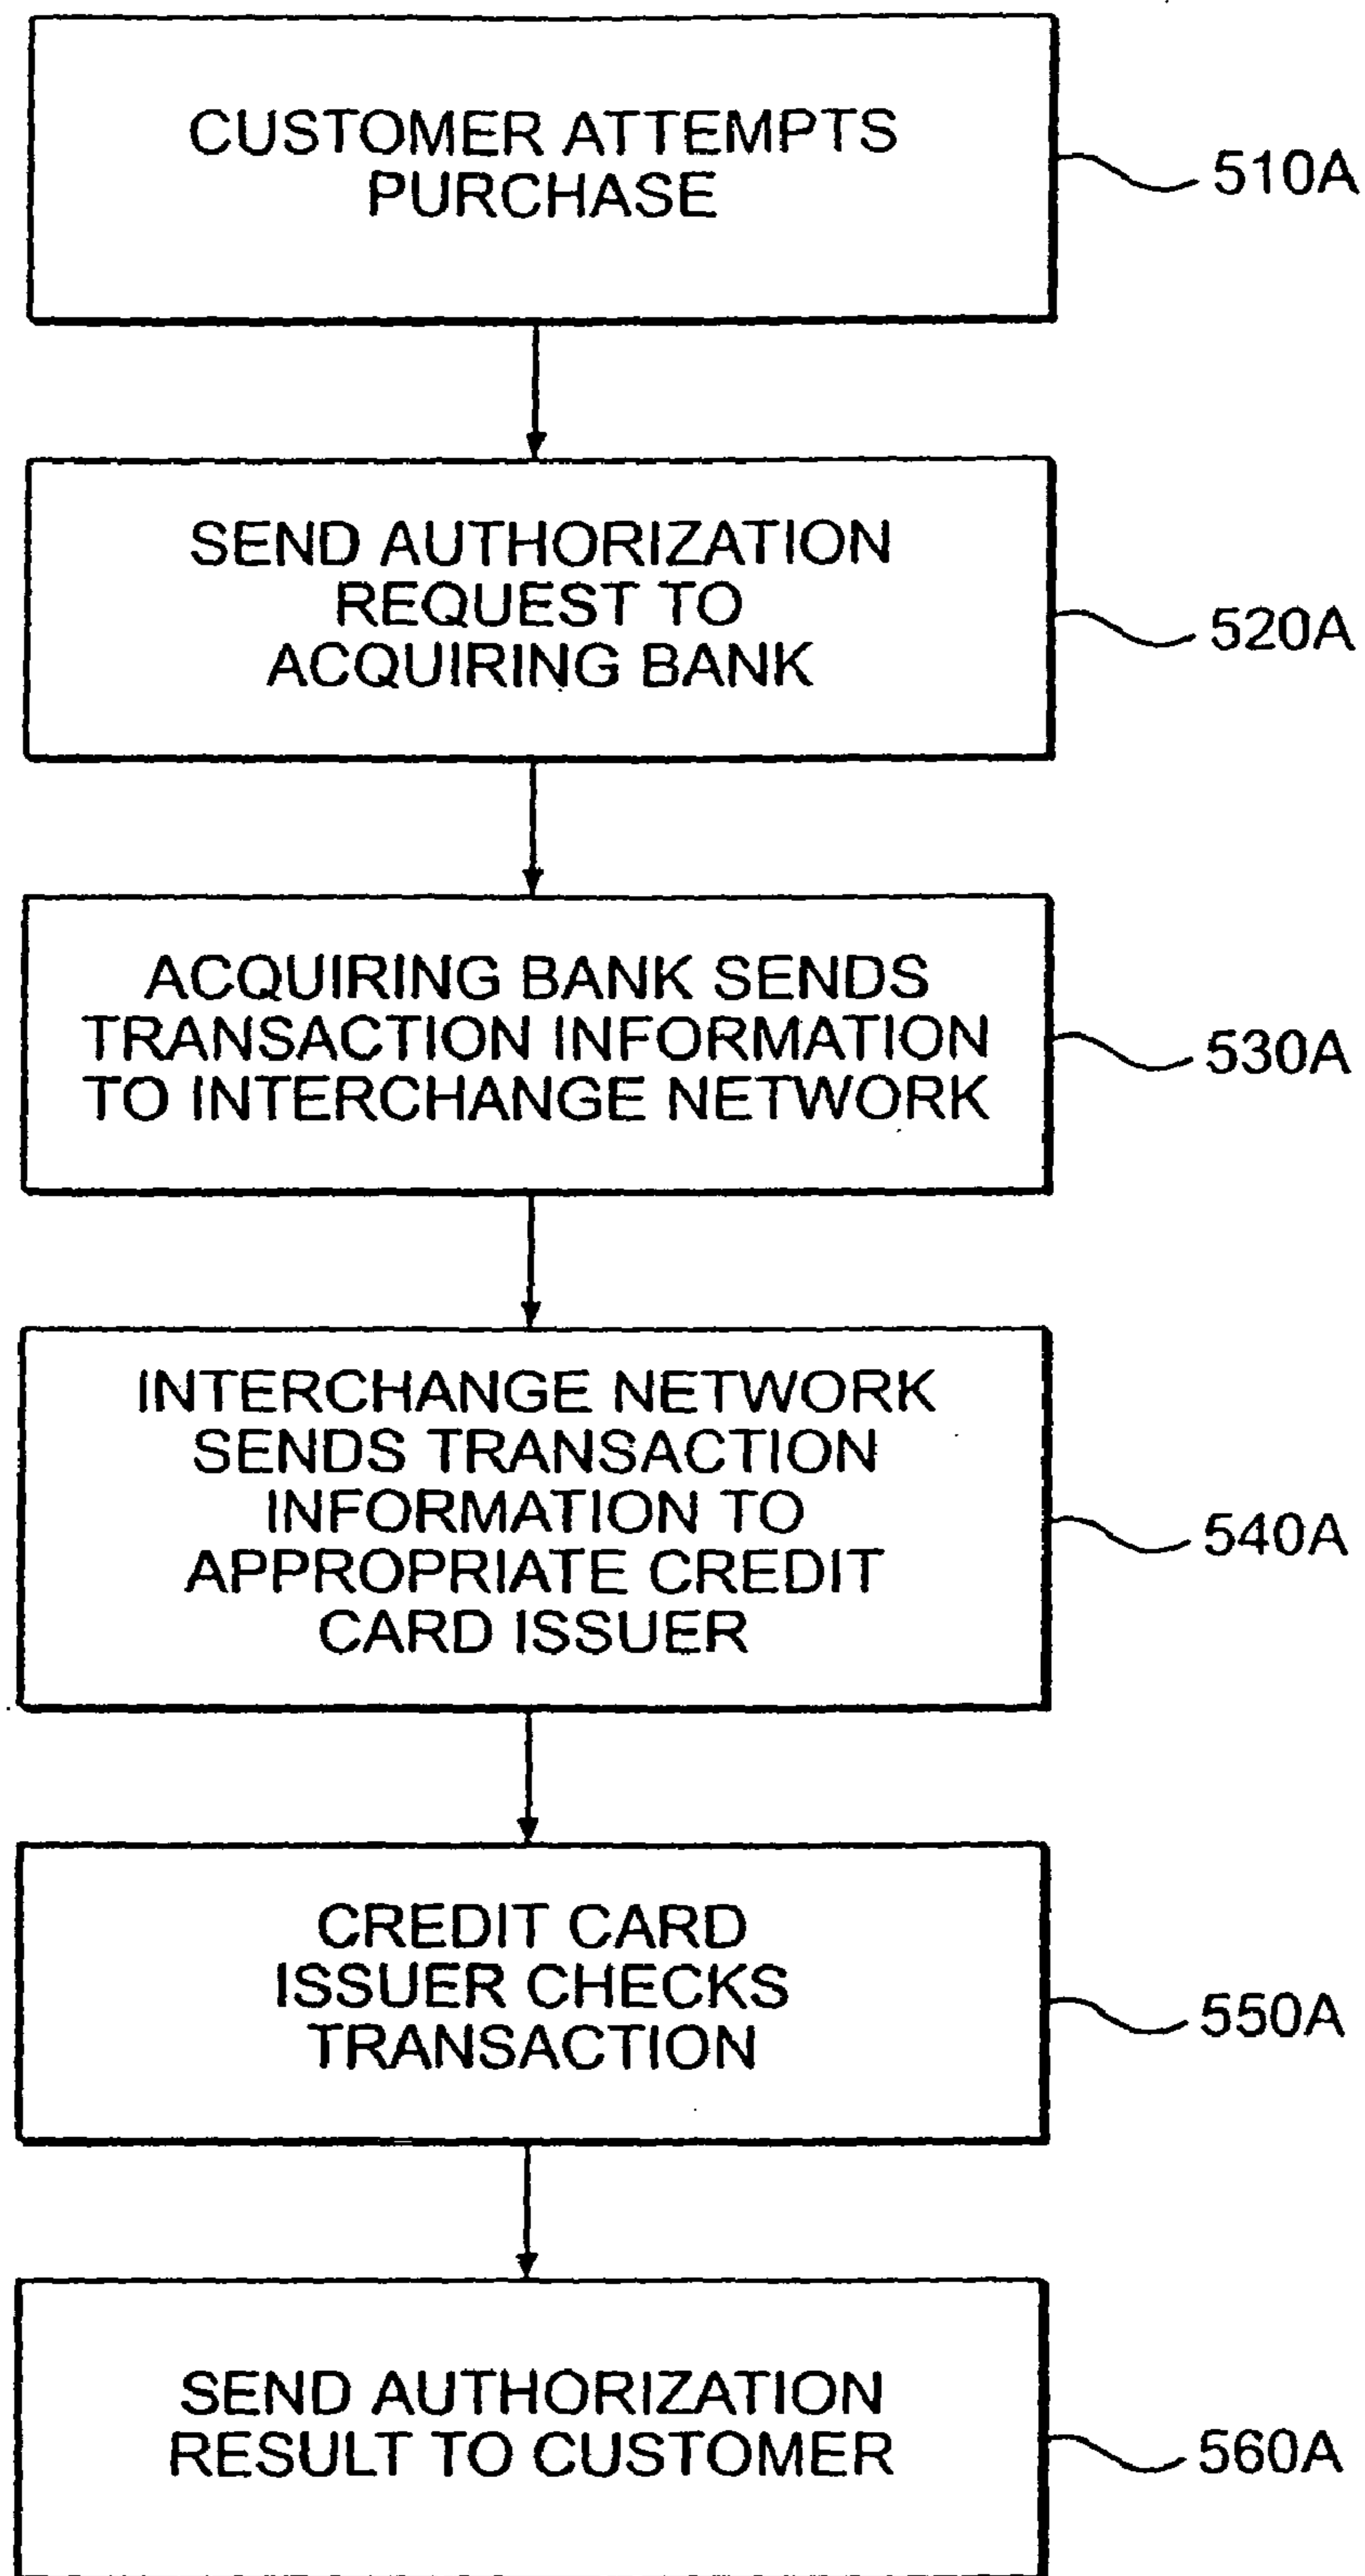 CUSTOMER ATTEMPTS
PURCHASE
510A
SEND AUTHORIZATION
REQUEST TO
ACQUIRING BANK
520A
ACQUIRING BANK SENDS
TRANSACTION INFORMATION
TO INTERCHANGE NETWORK
530A
INTERCHANGE NETWORK
SENDS TRANSACTION
INFORMATION TO
APPROPRIATE CREDIT
CARD ISSUER
540A
CREDIT CARD
ISSUER CHECKS
TRANSACTION
550A
SEND AUTHORIZATION
RESULT TO CUSTOMER
560A